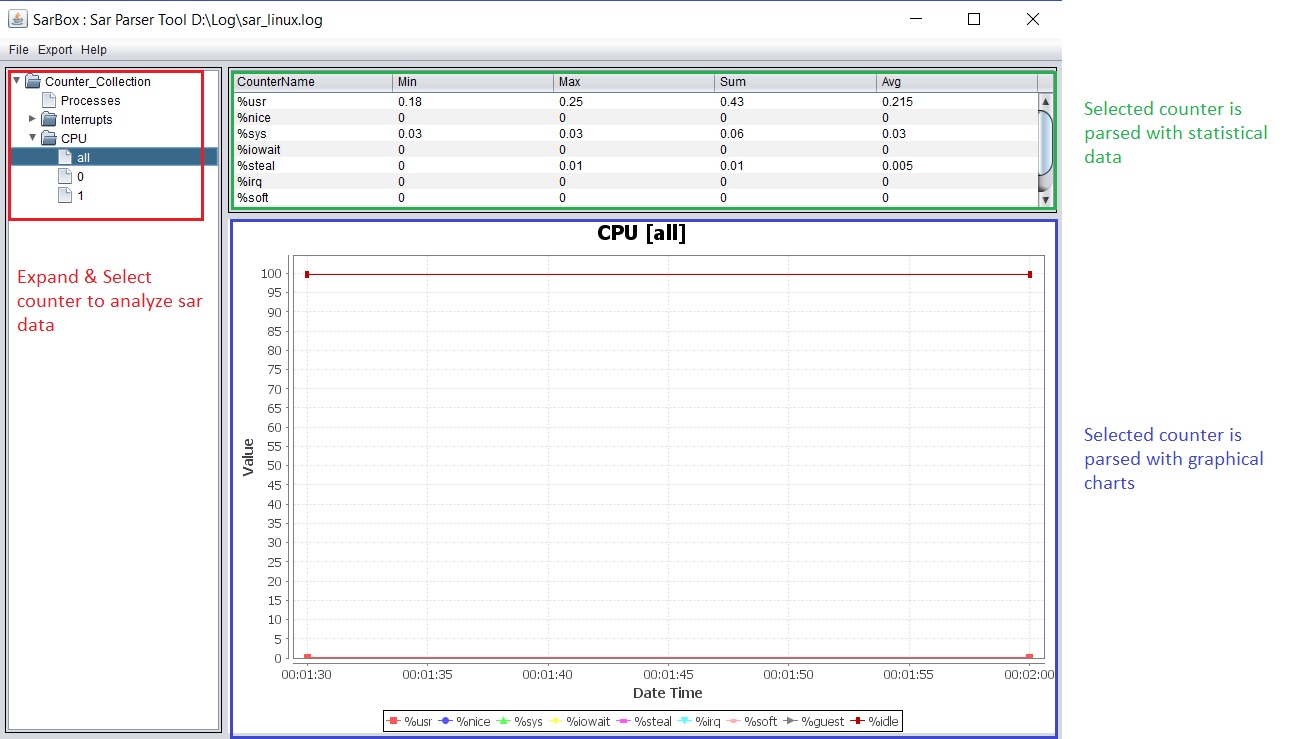 SarBox : Sar Parser Tool D:\Log\sar_linux.log
File Export Help
Counter_Collection
Processes
Interrupts
CPU
all
0
1
Expand & Select
counter to analyze sar
data
CounterName Min Max Sum Avg
%usr 0.18 0.25 0.43 0.215
%nice 0 0 0 0
%sys 0.03 0.03 0.06 0.03
%iowait 0 0 0 0
%steal 0 0.01 0.01 0.005
%irq 0 0 0 0
%soft 0 0 0 0
Selected counter is
parsed with statistical
data
CPU [all]
Value
100
95
90
85
80
75
70
65
60
55
50
45
40
35
30
25
20
15
10
5
0
00:01:30 00:01:35 00:01:40 00:01:45 00:01:50 00:01:55 00:02:00
Date Time
%usr %nice %sys %iowait %steal %irq %soft %guest %idle
Selected counter is
parsed with graphical
charts